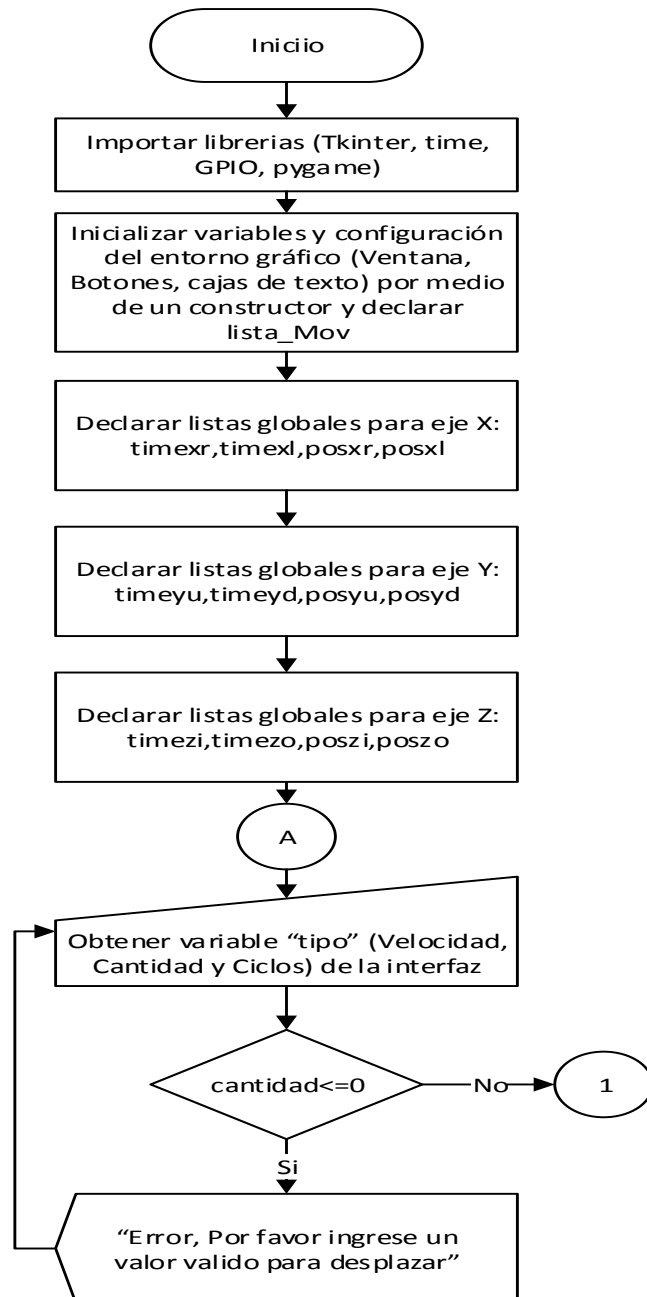 Iniciio
Importar librerias (Tkinter, time,
GPIO, pygame)
Inicializar variables y configuración
del entorno gráfico (Ventana,
Botones, cajas de texto) por medio
de un constructor y declarar
lista_Mov
Declarar listas globales para eje X:
timexr,timexl,posxr,posxl
Declarar listas globales para eje Y:
timeyu,timeyd,posyu,posyd
Declarar listas globales para eje Z:
timezi,timezo,poszi,poszo
A
Obtener variable “tipo” (Velocidad,
Cantidad y Ciclos) de la interfaz
cantidad<=0
No
1
Si
“Error, Por favor ingrese un
valor valido para desplazar”